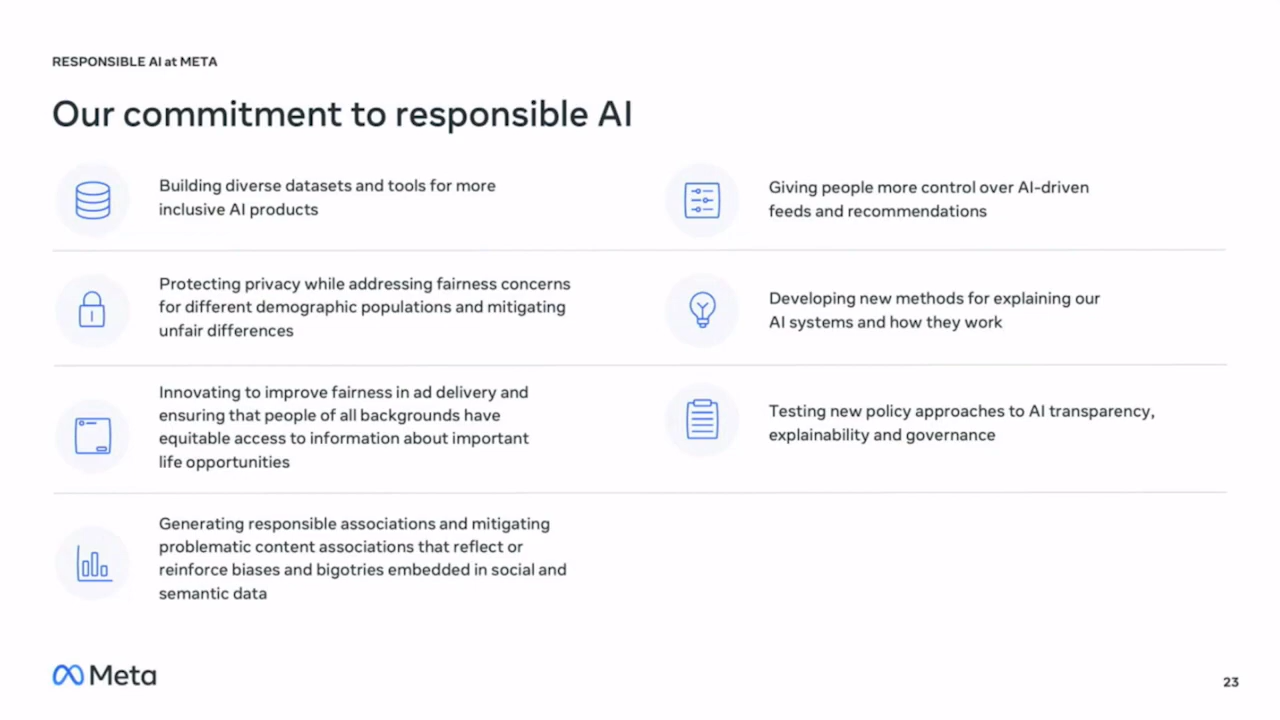 RESPONSIBLE AI at META
Our commitment to responsible AI
Building diverse datasets and tools for more
inclusive AI products
Protecting privacy while addressing fairness concerns
for different demographic populations and mitigating
unfair differences
Innovating to improve fairness in ad delivery and
ensuring that people of all backgrounds have
equitable access to information about important
life opportunities
Generating responsible associations and mitigating
problematic content associations that reflect or
reinforce biases and bigotries embedded in social and
semantic data
Giving people more control over AI-driven
feeds and recommendations
Developing new methods for explaining our
AI systems and how they work
Testing new policy approaches to AI transparency,
explainability and governance
Meta
23